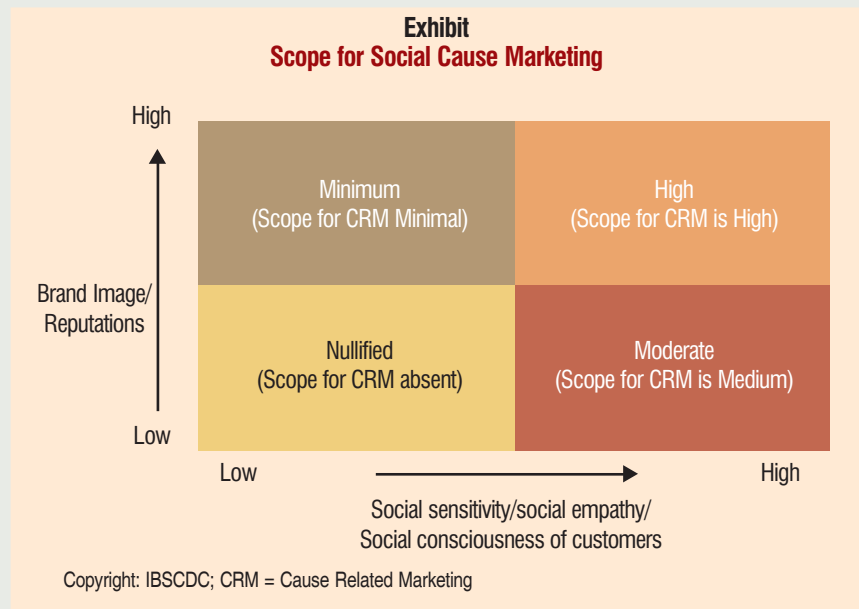 Exhibit
Scope for Social Cause Marketing
High
Minimum
(Scope for CRM Minimal)
High
(Scope for CRM is High)
Brand Image/
Reputations
Nullified
(Scope for CRM absent)
Moderate
(Scope for CRM is Medium)
Low
Low
High
Social sensitivity/social empathy/
Social consciousness of customers
Copyright: IBSCDC; CRM = Cause Related Marketing